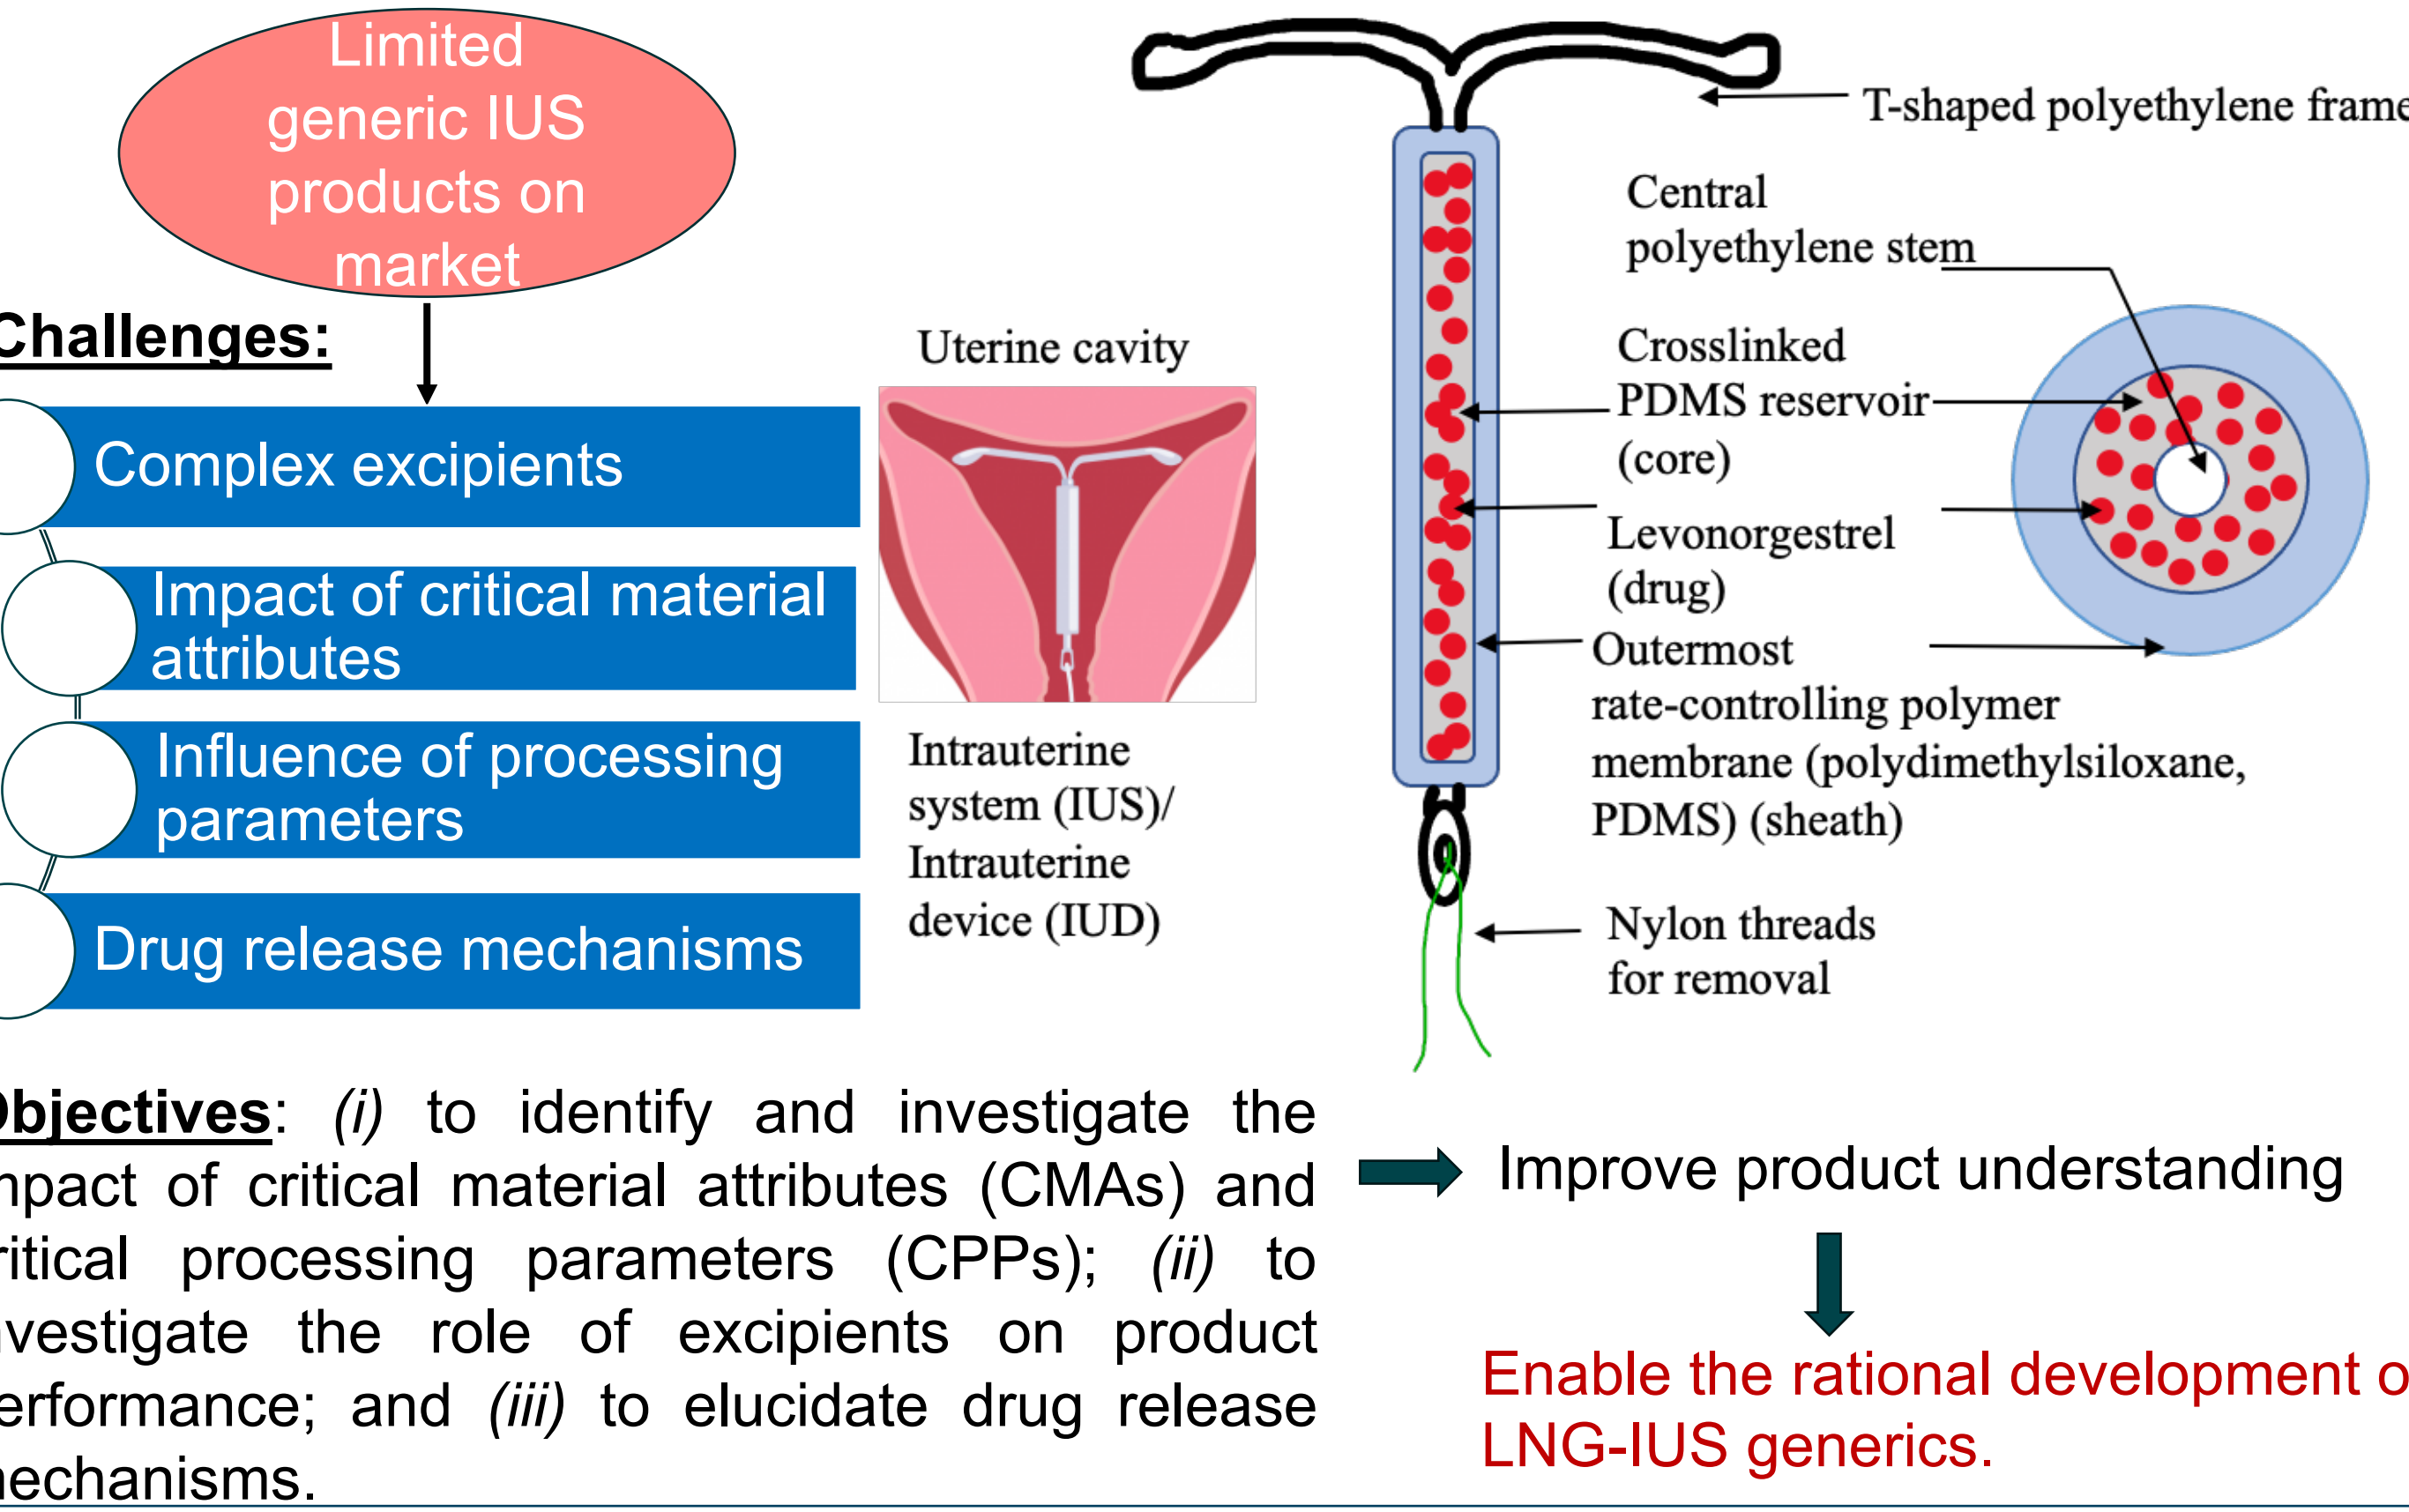 Limited
generic IUS
products on
market
Challenges:
Complex excipients
Impact of critical material
attributes
Influence of processing
parameters
Drug release mechanisms
Uterine cavity
Intrauterine
system (IUS)/
Intrauterine
device (IUD)
T-shaped polyethylene frame
Central
polyethylene stem
Crosslinked
PDMS reservoir
(core)
Levonorgestrel
(drug)
Outermost
rate-controlling polymer
membrane (polydimethylsiloxane,
PDMS) (sheath)
Nylon threads
for removal
Objectives: (i) to identify and investigate the
mpact of critical material attributes (CMAs) and
ritical processing parameters (CPPs); (ii) to
nvestigate the role of excipients on product
erformance; and (iii) to elucidate drug release
mechanisms.
Improve product understanding
Enable the rational development o
LNG-IUS generics.